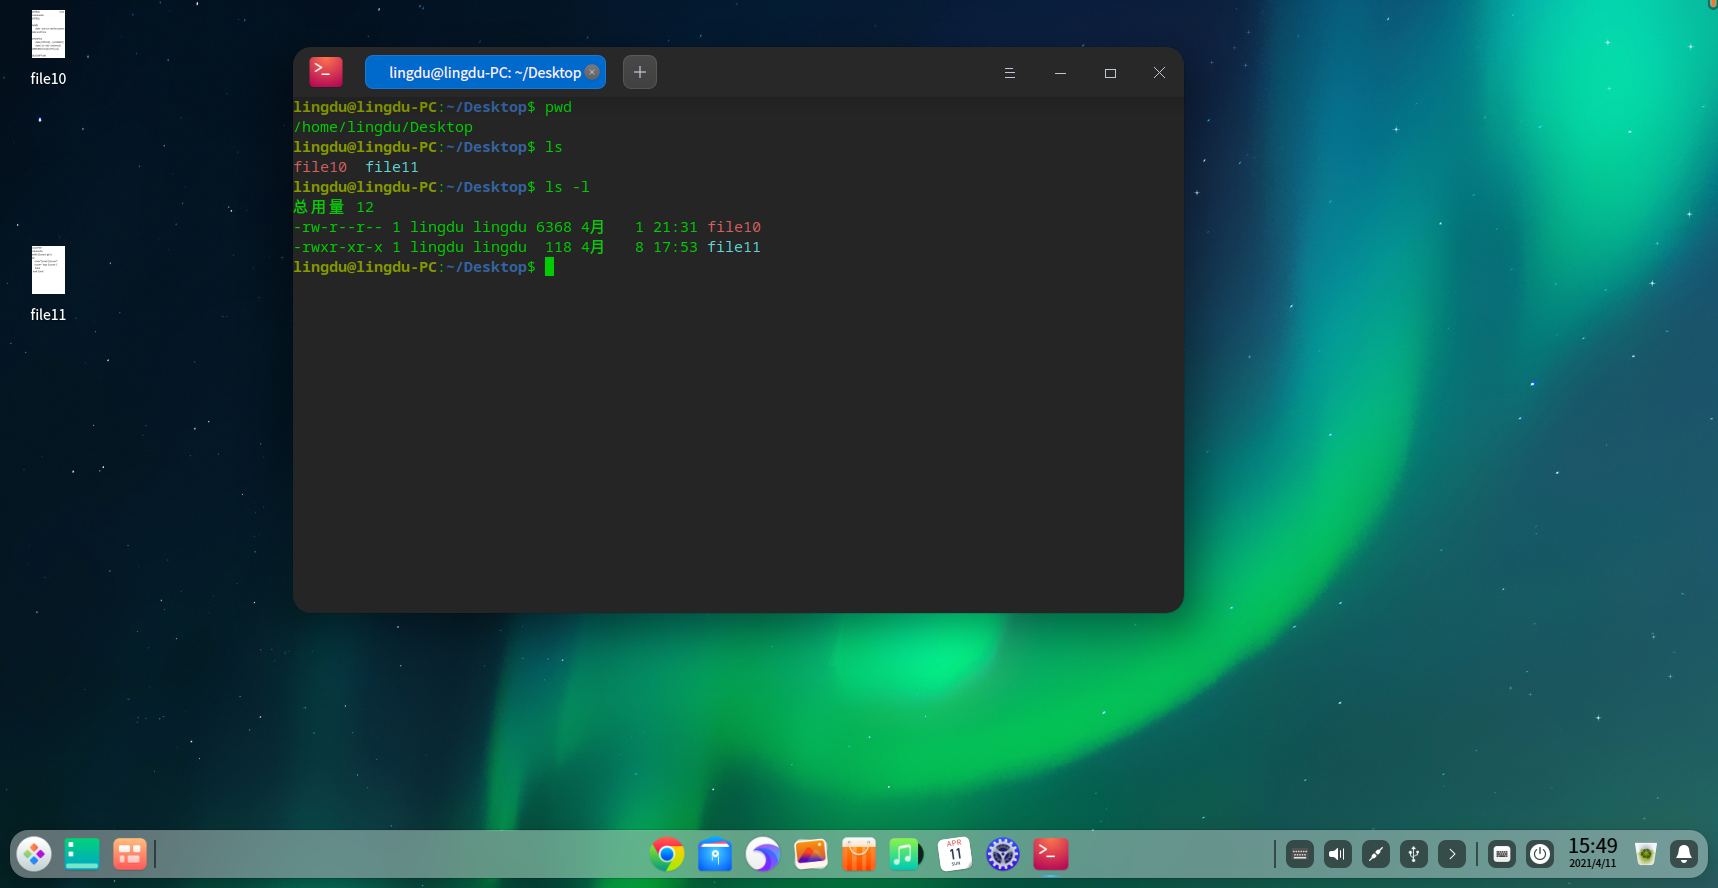 file10
file11
lingdu@lingdu-PC: ~/Desktop
lingdu@lingdu-PC:~/Desktop$ pwd
/home/lingdu/Desktop
lingdu@lingdu-PC:~/Desktop$ ls
file10  file11
lingdu@lingdu-PC:~/Desktop$ ls -l
总用量 12
-rw-r--r-- 1 lingdu lingdu 6368 4月   1 21:31 file10
-rwxr-xr-x 1 lingdu lingdu  118 4月   8 17:53 file11
lingdu@lingdu-PC:~/Desktop$
APR
11
SUN
15:49
2021/4/11